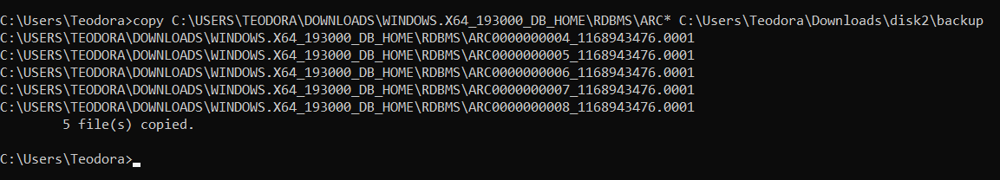 C:\Users\Teodora>copy C:\USERS\TEODORA\DOWNLOADS\WINDOWS.X64_193000_DB_HOME\RDBMS\ARC* C:\Users\Teodora\Downloads\disk2\backup
C:\USERS\TEODORA\DOWNLOADS\WINDOWS.X64_193000_DB_HOME\RDBMS\ARC0000000004_1168943476.0001
C:\USERS\TEODORA\DOWNLOADS\WINDOWS.X64_193000_DB_HOME\RDBMS\ARC0000000005_1168943476.0001
C:\USERS\TEODORA\DOWNLOADS\WINDOWS.X64_193000_DB_HOME\RDBMS\ARC0000000006_1168943476.0001
C:\USERS\TEODORA\DOWNLOADS\WINDOWS.X64_193000_DB_HOME\RDBMS\ARC0000000007_1168943476.0001
C:\USERS\TEODORA\DOWNLOADS\WINDOWS.X64_193000_DB_HOME\RDBMS\ARC0000000008_1168943476.0001
        5 file(s) copied.
C:\Users\Teodora>